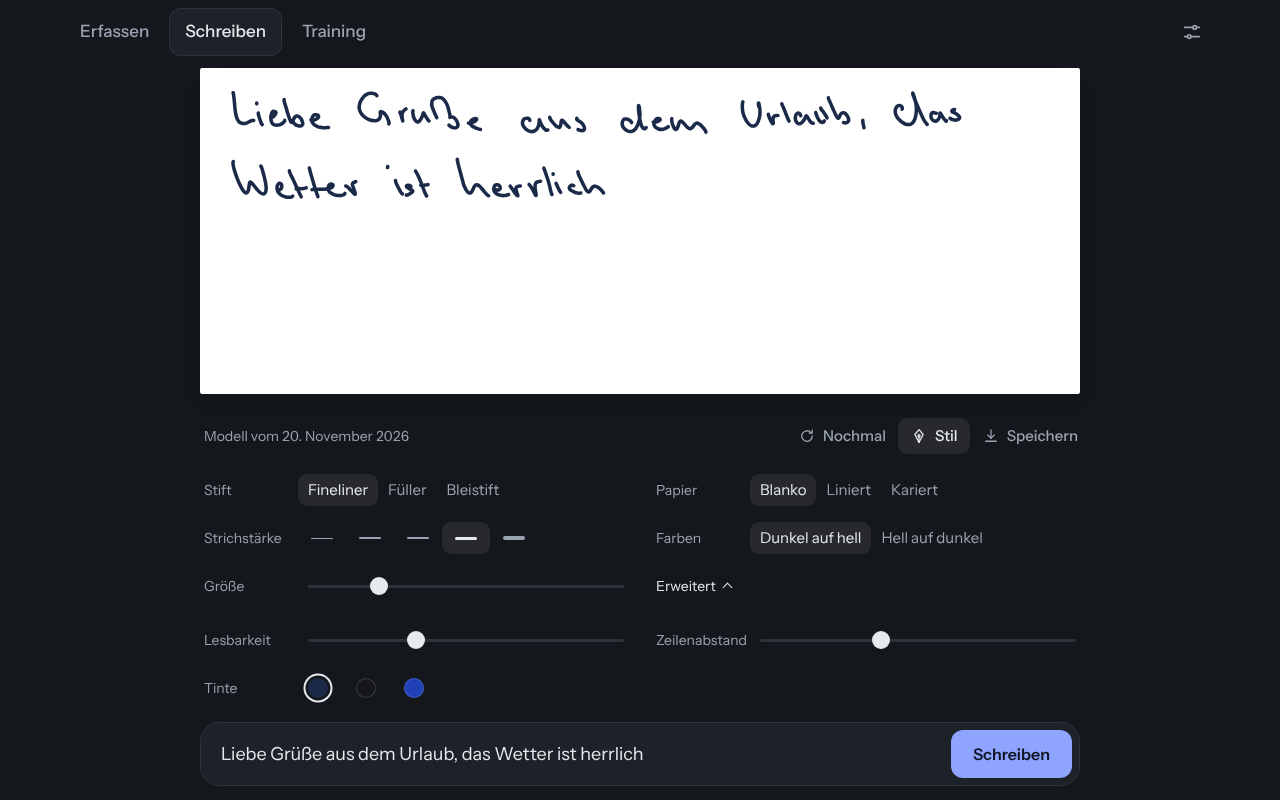 Erfassen Schreiben Training
Liebe Gruße aus dem Urlaub, das
Wetter ist herrlich
Modell vom 20. November 2026 Nochmal Stil Speichern
Stift Fineliner Füller Bleistift Papier Blanko Liniert Kariert
Strichstärke Farben Dunkel auf hell Hell auf dunkel
Größe Erweitert
Lesbarkeit Zeilenabstand
Tinte
Liebe Grüße aus dem Urlaub, das Wetter ist herrlich Schreiben